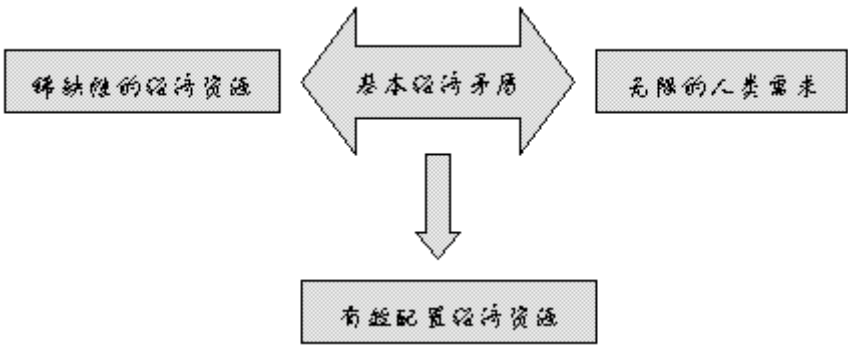 稀缺性的经济资源
基本经济矛盾
无限的人类需求
有效配置经济资源